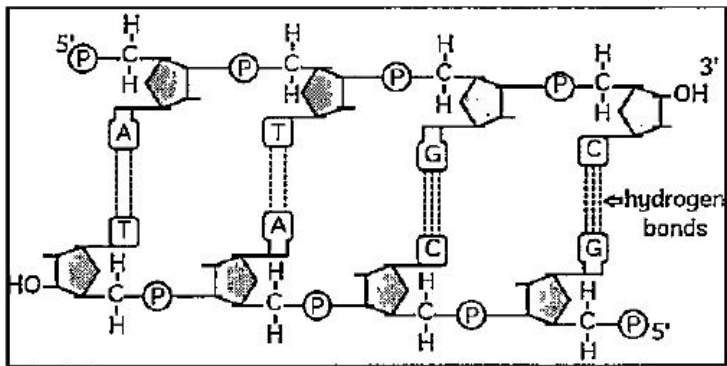 5' P H C H P H C H P H C H P H C H 3'
OH
A T G C
hydrogen
bonds
T A C G
HO H C H P H C H P H C H P H C H P 5'